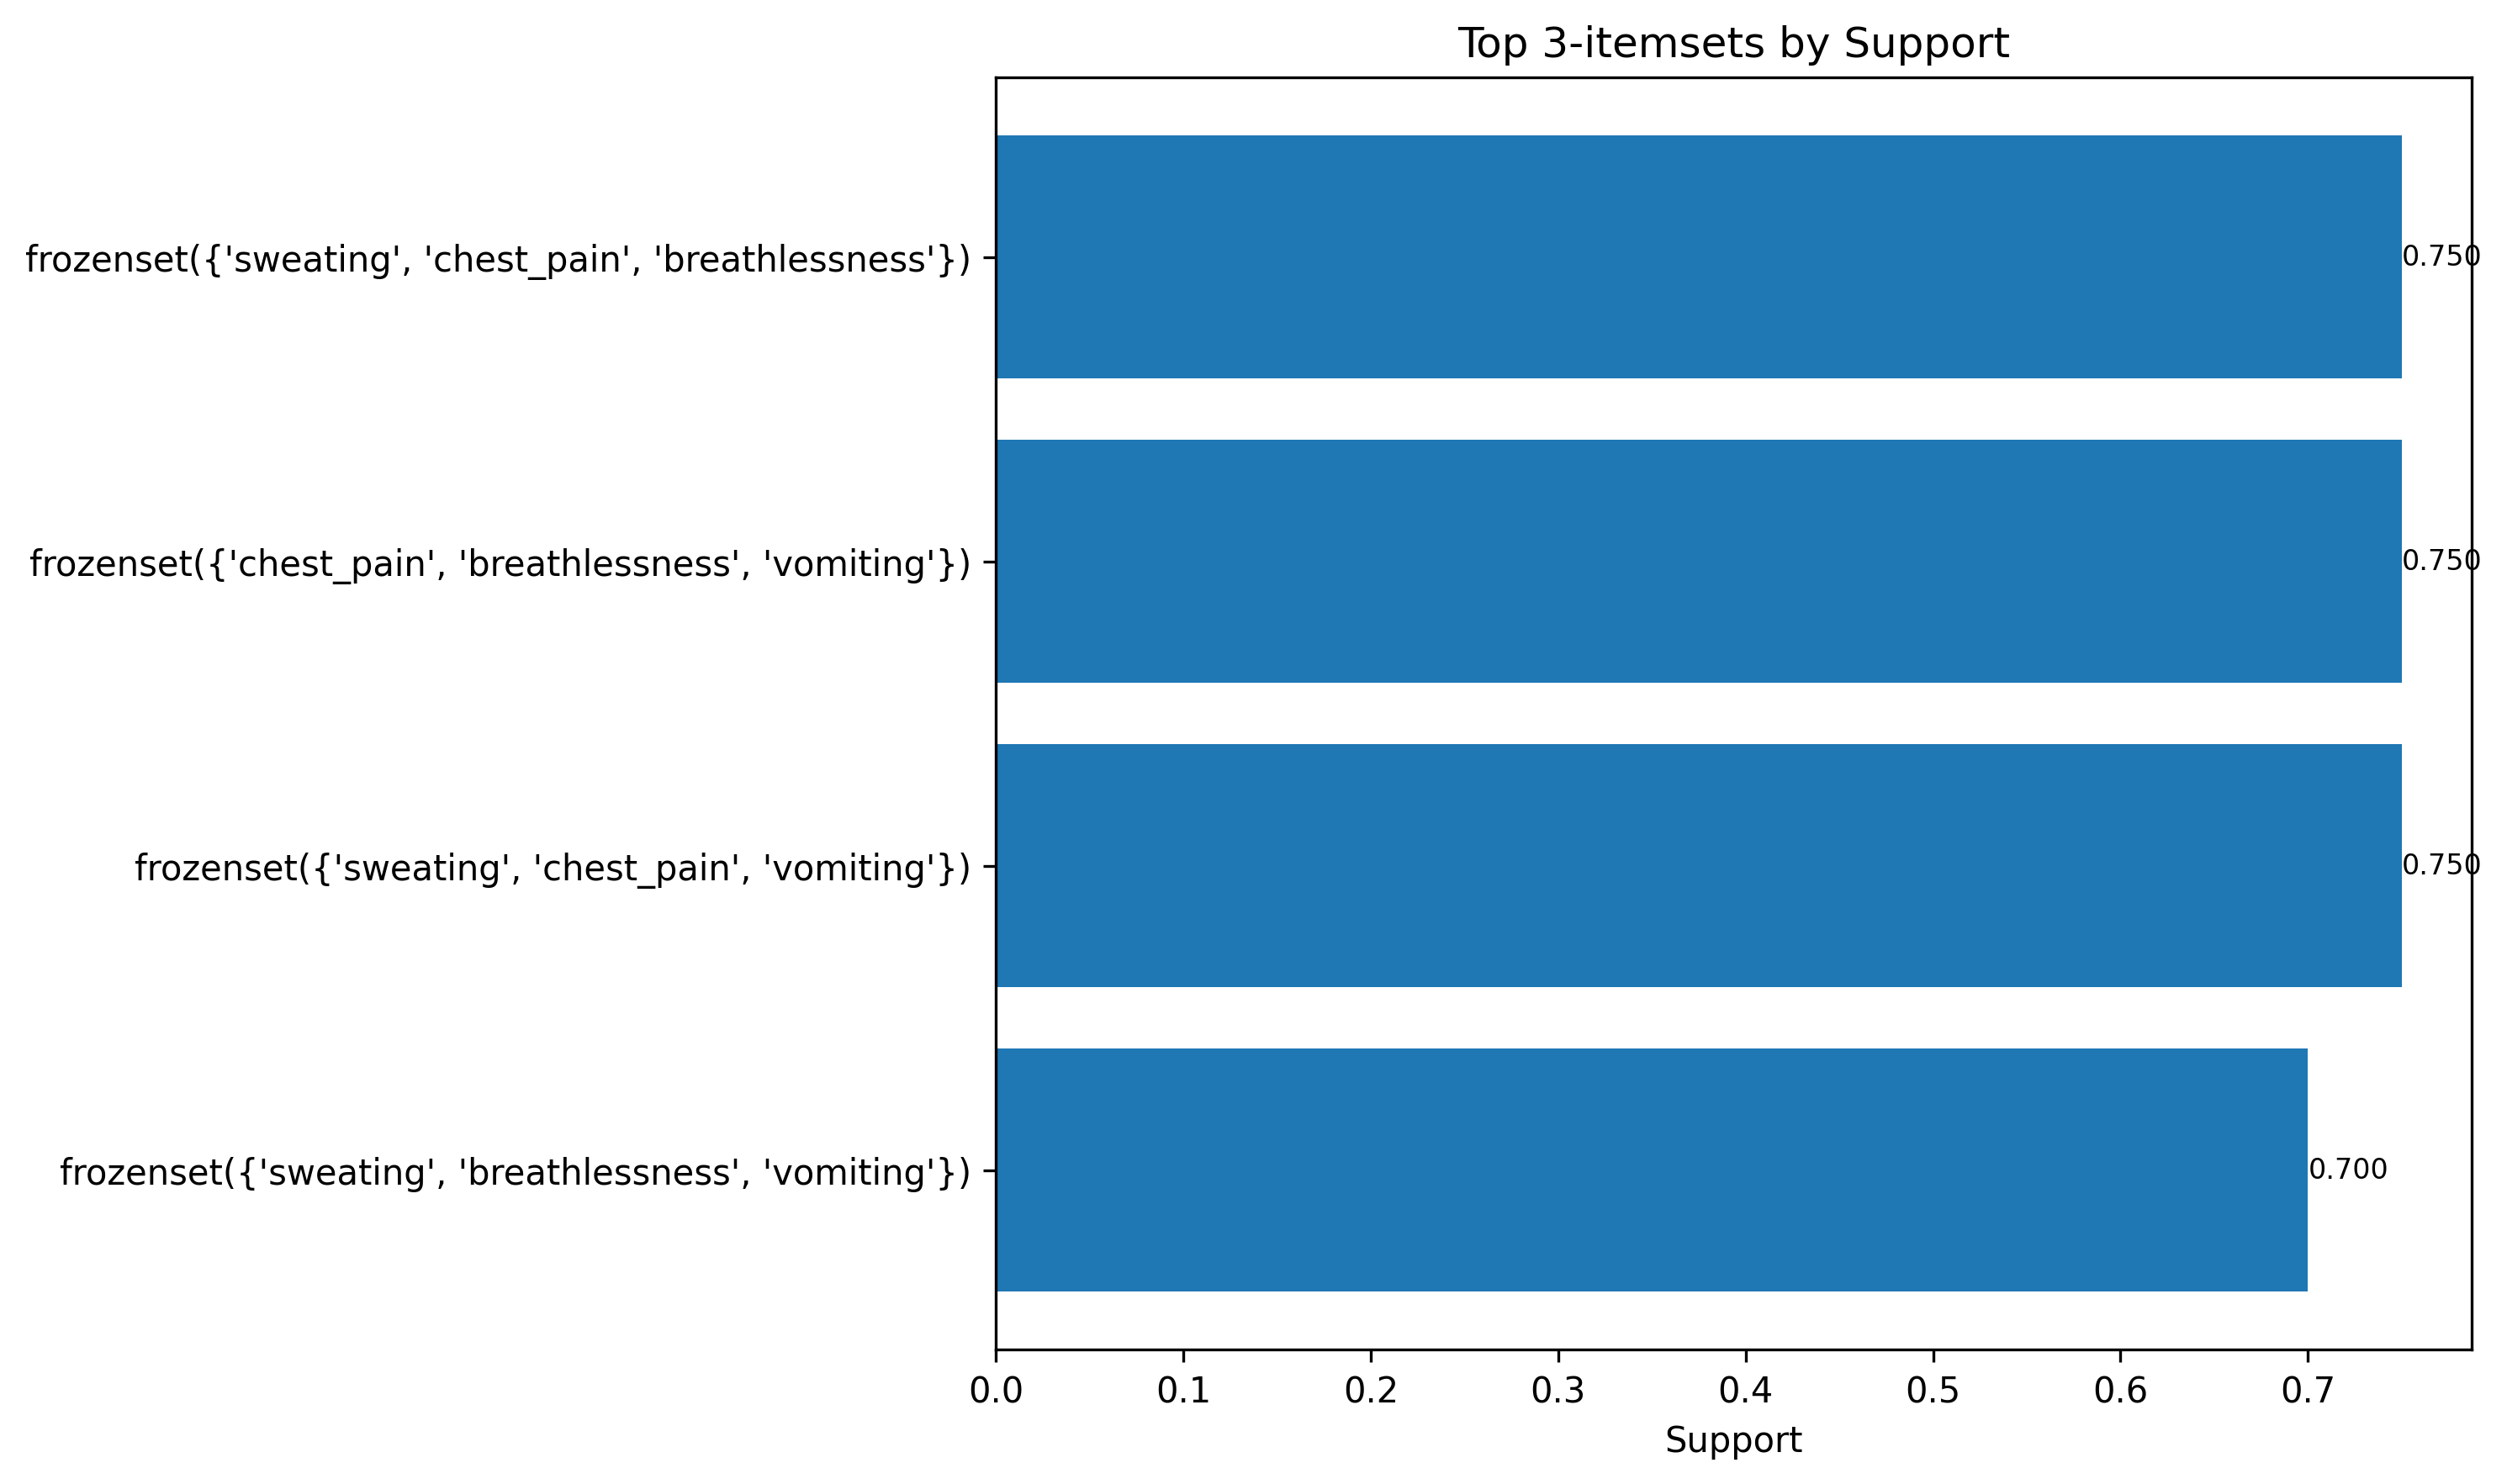 Top 3-itemsets by Support
frozenset({'sweating', 'chest_pain', 'breathlessness'})
0.750
frozenset({'chest_pain', 'breathlessness', 'vomiting'})
0.750
frozenset({'sweating', 'chest_pain', 'vomiting'})
0.750
frozenset({'sweating', 'breathlessness', 'vomiting'})
0.700
0.0 0.1 0.2 0.3 0.4 0.5 0.6 0.7
Support